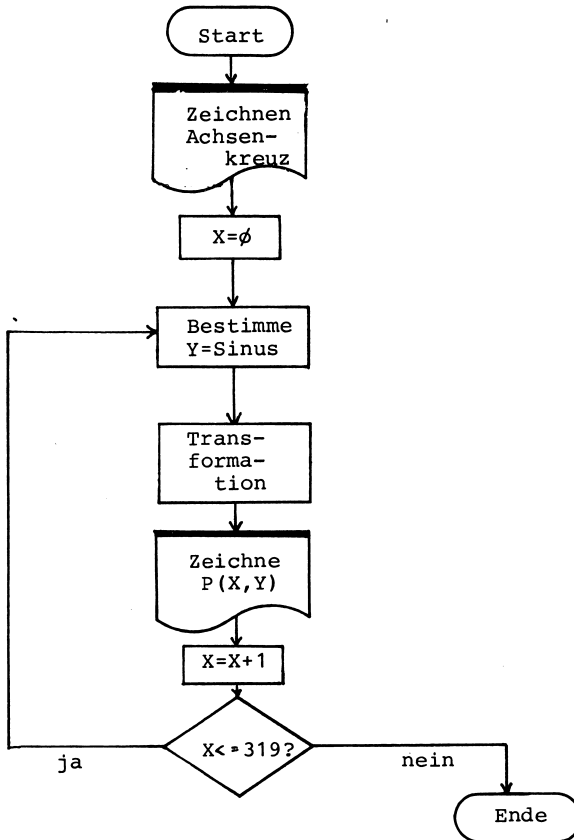 Start
Zeichnen
Achsen-
kreuz
X=ø
Bestimme
Y=Sinus
Trans-
forma-
tion
Zeichne
P(X,Y)
X=X+1
X<=319?
ja
nein
Ende